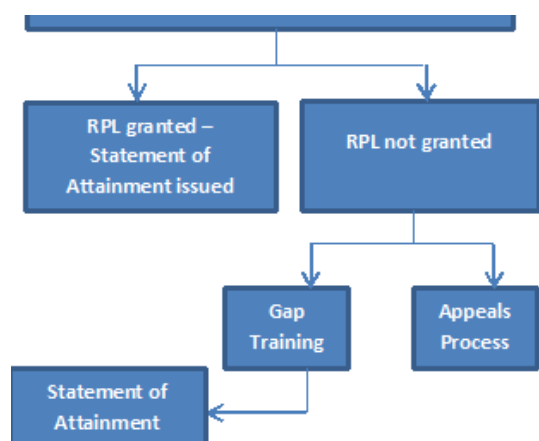 RPL granted –
Statement of
Attainment issued
RPL not granted
Gap
Training
Appeals
Process
Statement of
Attainment